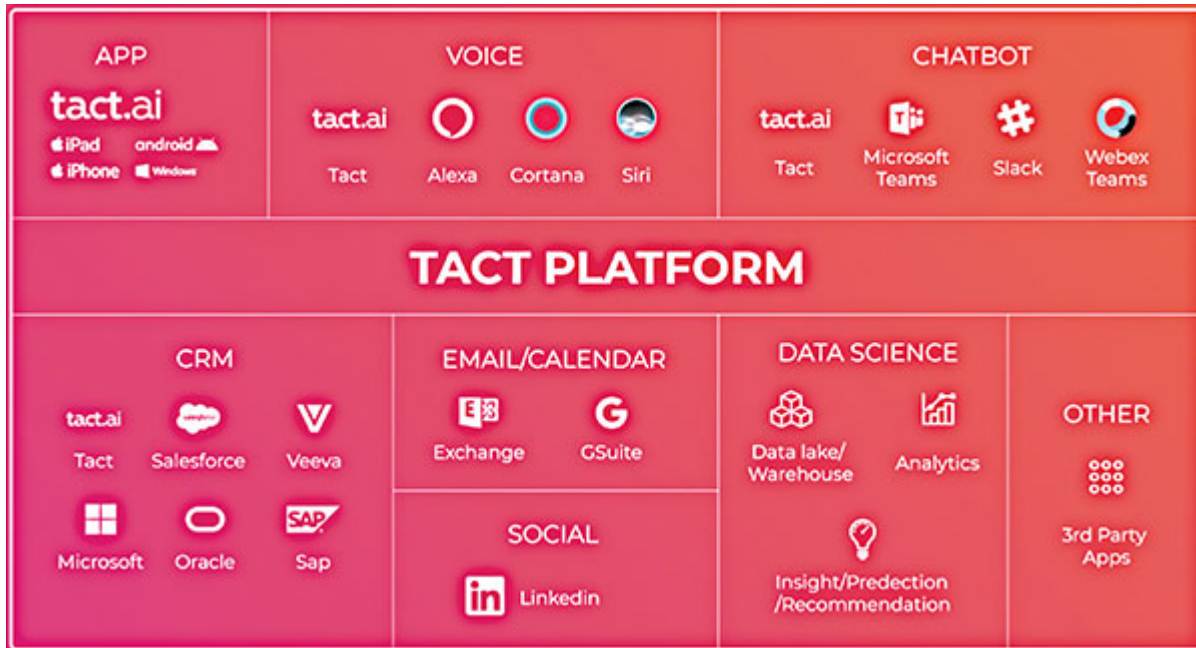 APP
tact.ai
iPad android
iPhone Windows
VOICE
tact.ai
Tact Alexa Cortana Siri
CHATBOT
tact.ai
Tact
Microsoft
Teams
Slack
Webex
Teams
TACT PLATFORM
CRM
tact.ai salesforce
Tact Salesforce Veeva
SAP
Microsoft Oracle Sap
EMAIL/CALENDAR
E G
Exchange GSuite
SOCIAL
in Linkedin
DATA SCIENCE
Data lake/
Warehouse
Analytics
Insight/Predection
/Recommendation
OTHER
3rd Party
Apps